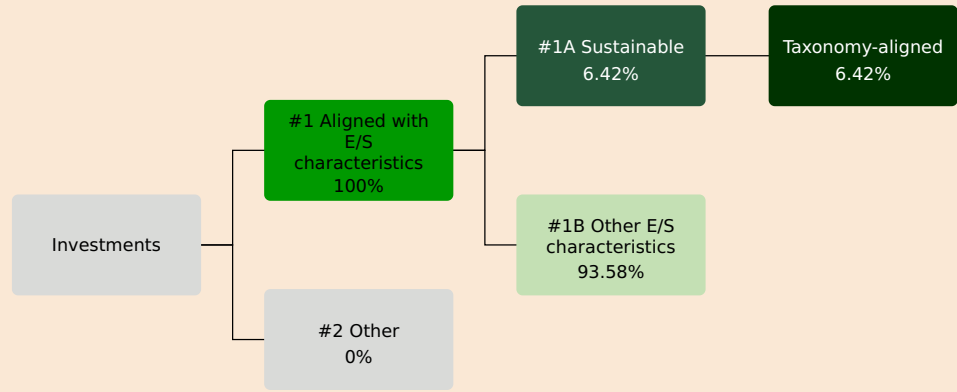 #1A Sustainable
6.42%
Taxonomy-aligned
6.42%
#1 Aligned with
E/S
characteristics
100%
Investments
#1B Other E/S
characteristics
93.58%
#2 Other
0%